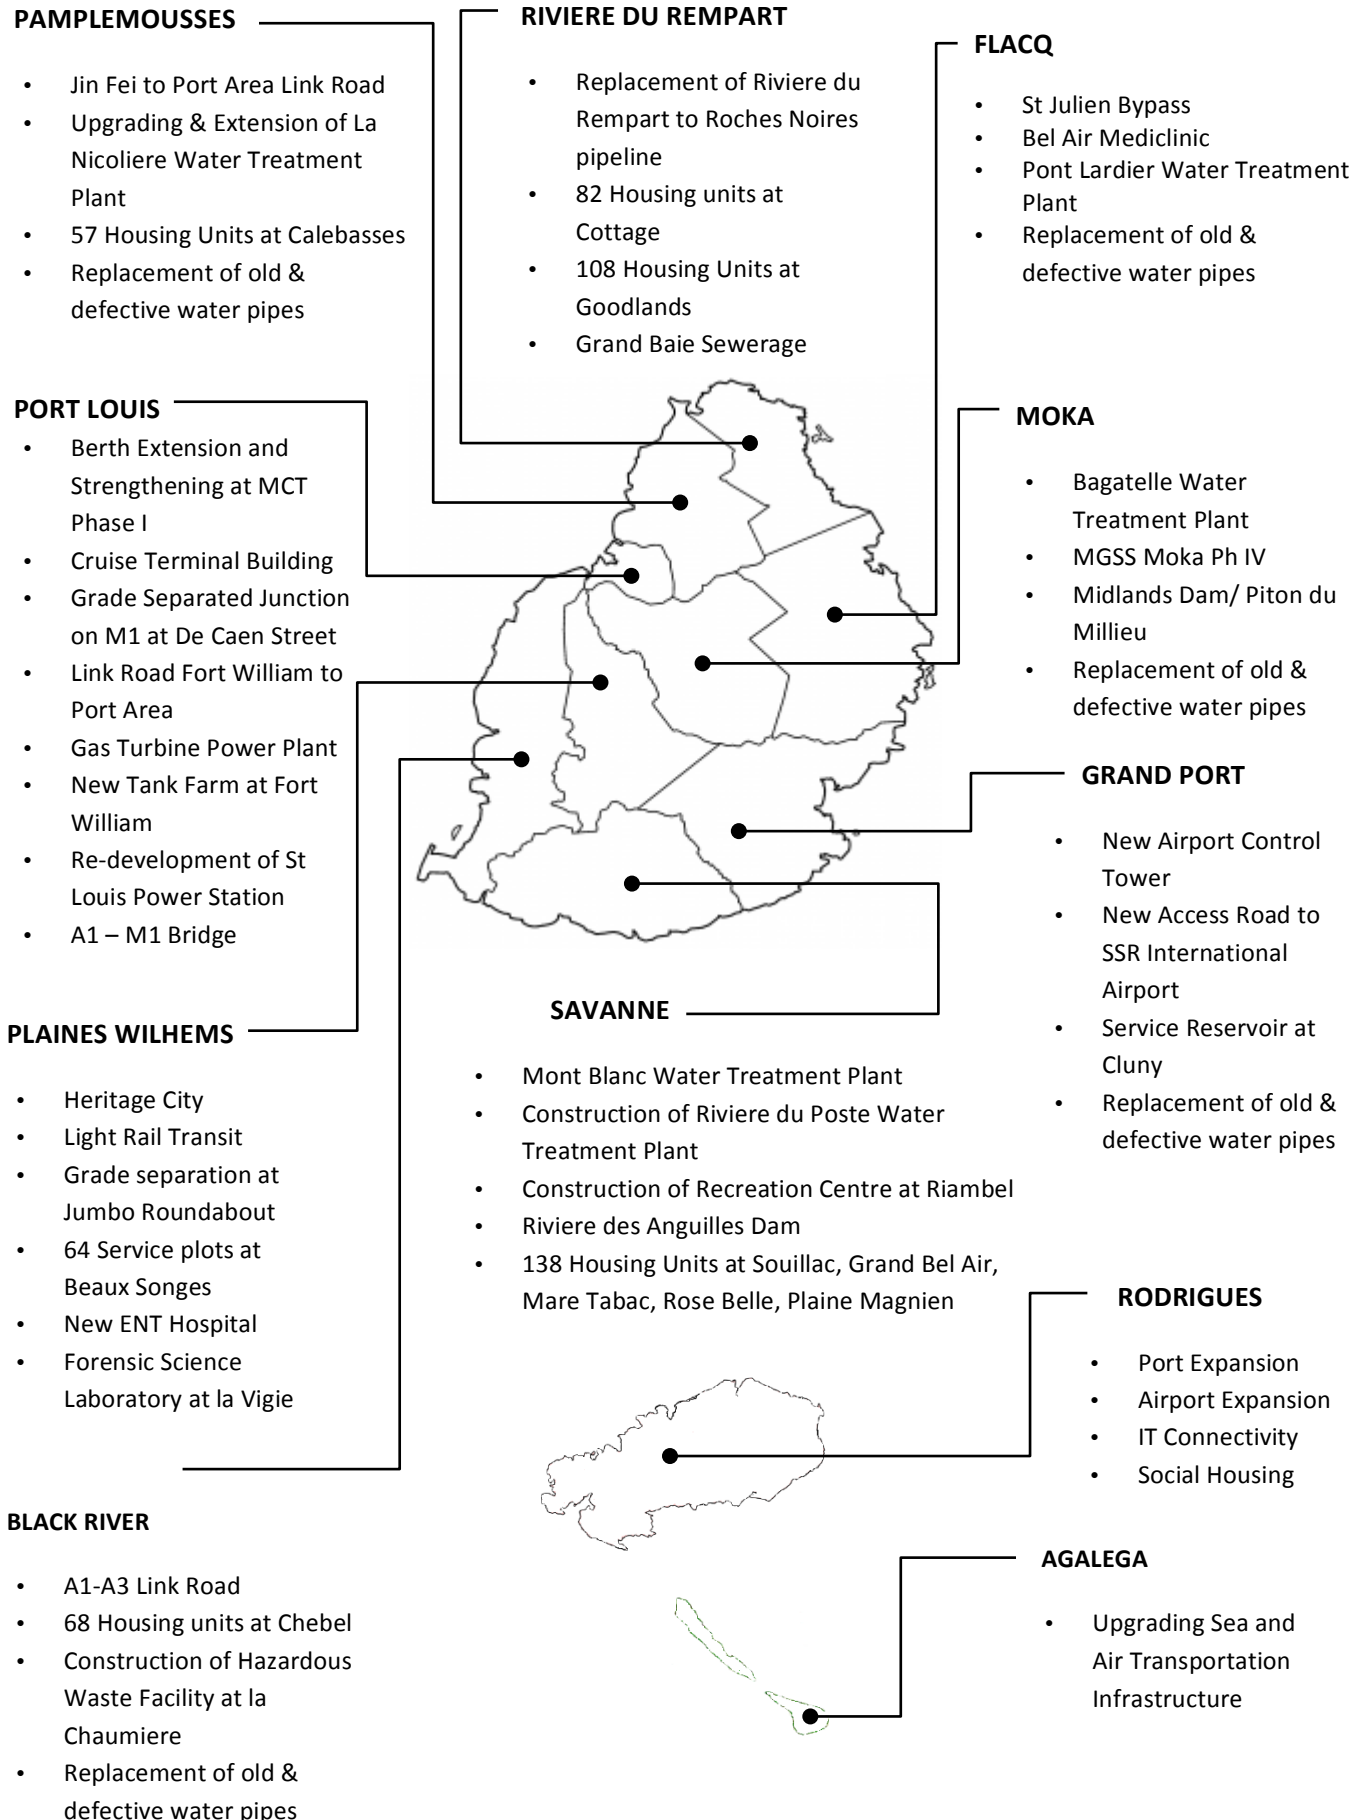 PAMPLEMOUSSES
• Jin Fei to Port Area Link Road
• Upgrading & Extension of La
Nicoliere Water Treatment
Plant
• 57 Housing Units at Calebasses
• Replacement of old &
defective water pipes
RIVIERE DU REMPART
• Replacement of Riviere du
Rempart to Roches Noires
pipeline
• 82 Housing units at
Cottage
• 108 Housing Units at
Goodlands
• Grand Baie Sewerage
FLACQ
• St Julien Bypass
• Bel Air Mediclinic
• Pont Lardier Water Treatment
Plant
• Replacement of old &
defective water pipes
PORT LOUIS
• Berth Extension and
Strengthening at MCT
Phase I
• Cruise Terminal Building
• Grade Separated Junction
on M1 at De Caen Street
• Link Road Fort William to
Port Area
• Gas Turbine Power Plant
• New Tank Farm at Fort
William
• Re-development of St
Louis Power Station
• A1 – M1 Bridge
MOKA
• Bagatelle Water
Treatment Plant
• MGSS Moka Ph IV
• Midlands Dam/ Piton du
Millieu
• Replacement of old &
defective water pipes
GRAND PORT
• New Airport Control
Tower
• New Access Road to
SSR International
Airport
• Service Reservoir at
Cluny
• Replacement of old &
defective water pipes
PLAINES WILHEMS
• Heritage City
• Light Rail Transit
• Grade separation at
Jumbo Roundabout
• 64 Service plots at
Beaux Songes
• New ENT Hospital
• Forensic Science
Laboratory at la Vigie
SAVANNE
• Mont Blanc Water Treatment Plant
• Construction of Riviere du Poste Water
Treatment Plant
• Construction of Recreation Centre at Riambel
• Riviere des Anguilles Dam
• 138 Housing Units at Souillac, Grand Bel Air,
Mare Tabac, Rose Belle, Plaine Magnien
RODRIGUES
• Port Expansion
• Airport Expansion
• IT Connectivity
• Social Housing
BLACK RIVER
• A1-A3 Link Road
• 68 Housing units at Chebel
• Construction of Hazardous
Waste Facility at la
Chaumiere
• Replacement of old &
defective water pipes
AGALEGA
• Upgrading Sea and
Air Transportation
Infrastructure